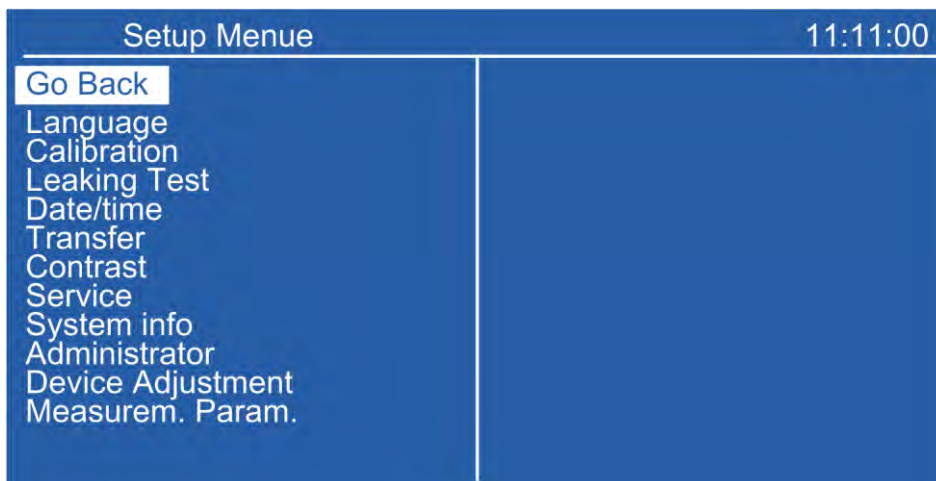 Setup Menue 11:11:00
Go Back
Language
Calibration
Leaking Test
Date/time
Transfer
Contrast
Service
System info
Administrator
Device Adjustment
Measurem. Param.